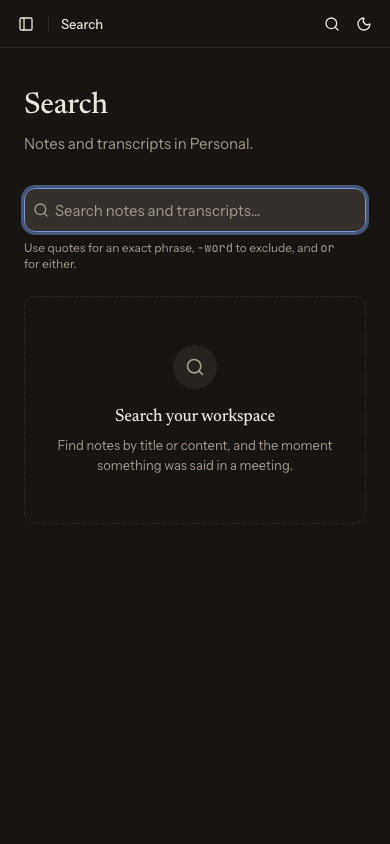 Search
Search
Notes and transcripts in Personal.
Search notes and transcripts...
Use quotes for an exact phrase, -word to exclude, and or
for either.
Search your workspace
Find notes by title or content, and the moment
something was said in a meeting.